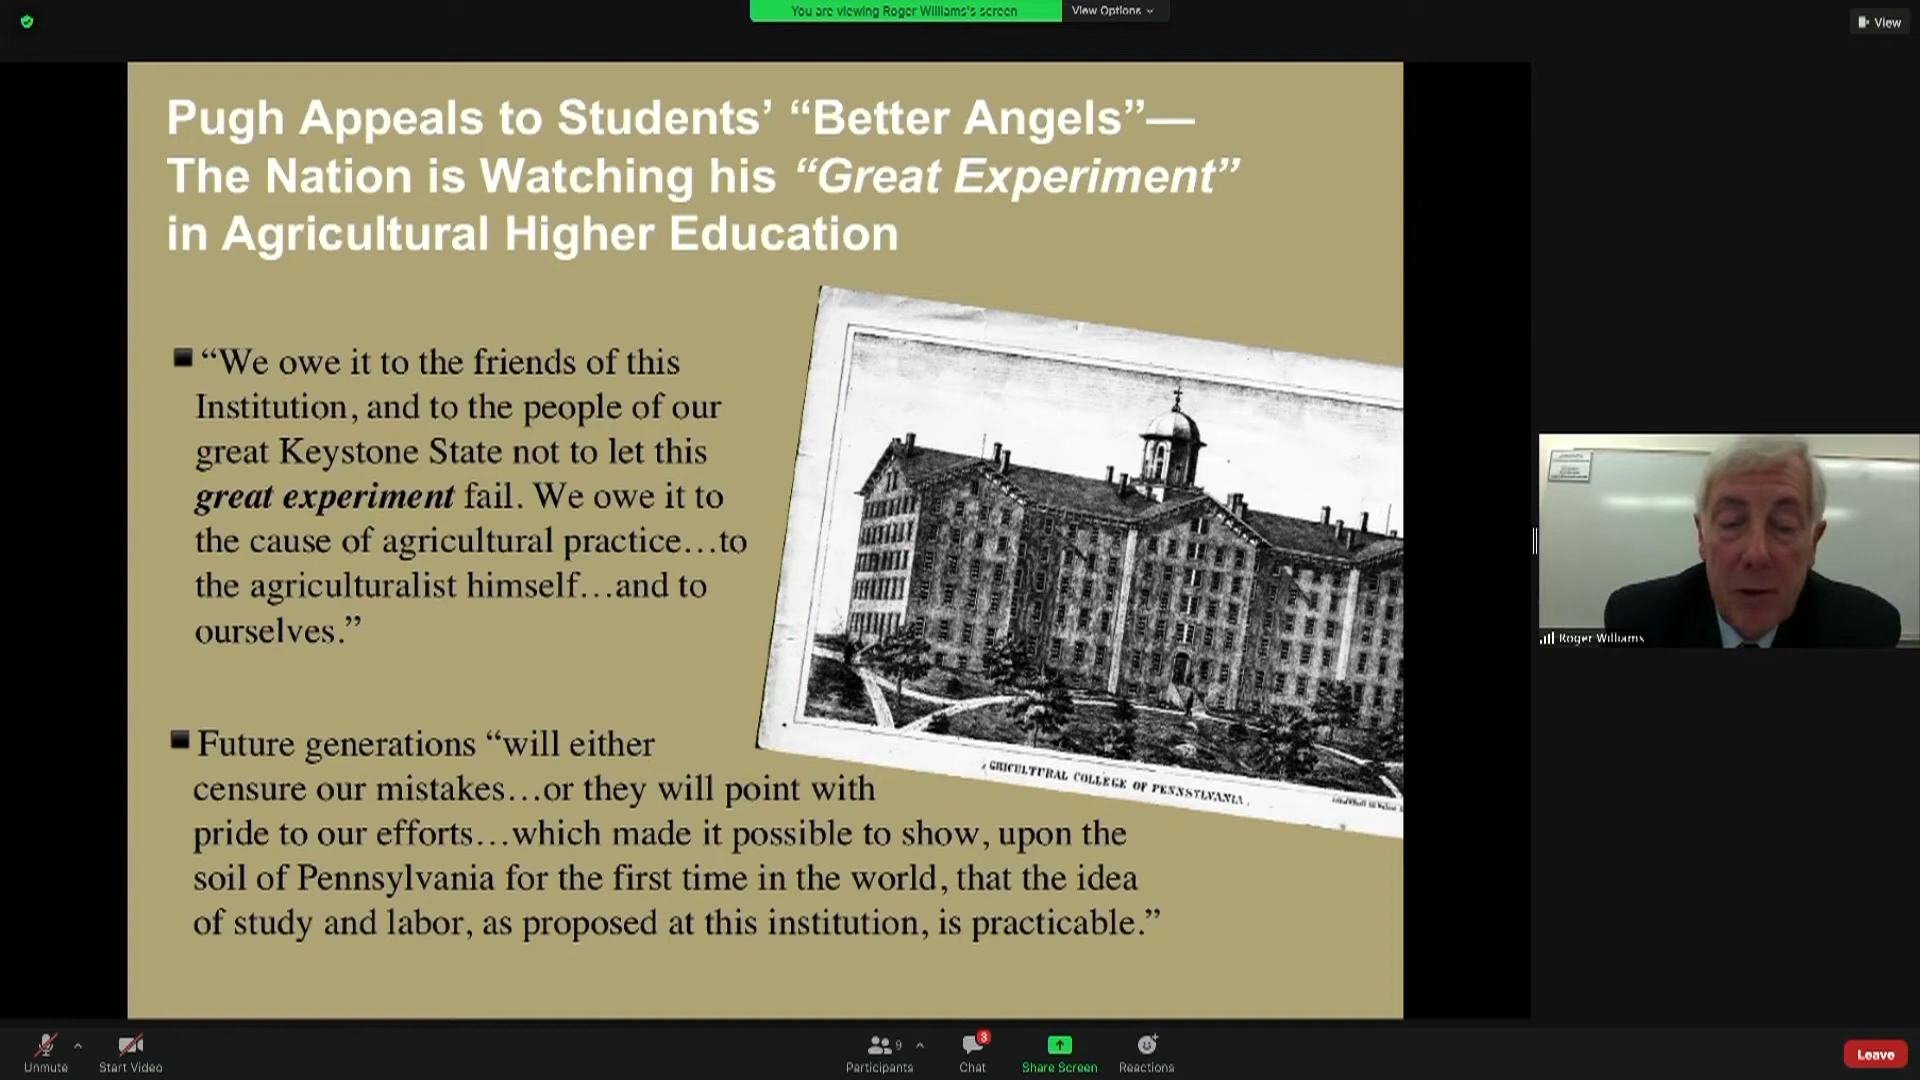 You are viewing Roger Williams's screen
View Options
View
Pugh Appeals to Students’ “Better Angels”—
The Nation is Watching his “Great Experiment”
in Agricultural Higher Education
“We owe it to the friends of this
Institution, and to the people of our
great Keystone State not to let this
great experiment fail. We owe it to
the cause of agricultural practice…to
the agriculturalist himself…and to
ourselves.”
Future generations “will either
censure our mistakes…or they will point with
pride to our efforts…which made it possible to show, upon the
soil of Pennsylvania for the first time in the world, that the idea
of study and labor, as proposed at this institution, is practicable.”
GRICULTURAL COLLEGE OF PENNSYLVANIA.
Roger Williams
Unmute
Start Video
9
Participants
3
Chat
Share Screen
Reactions
Leave